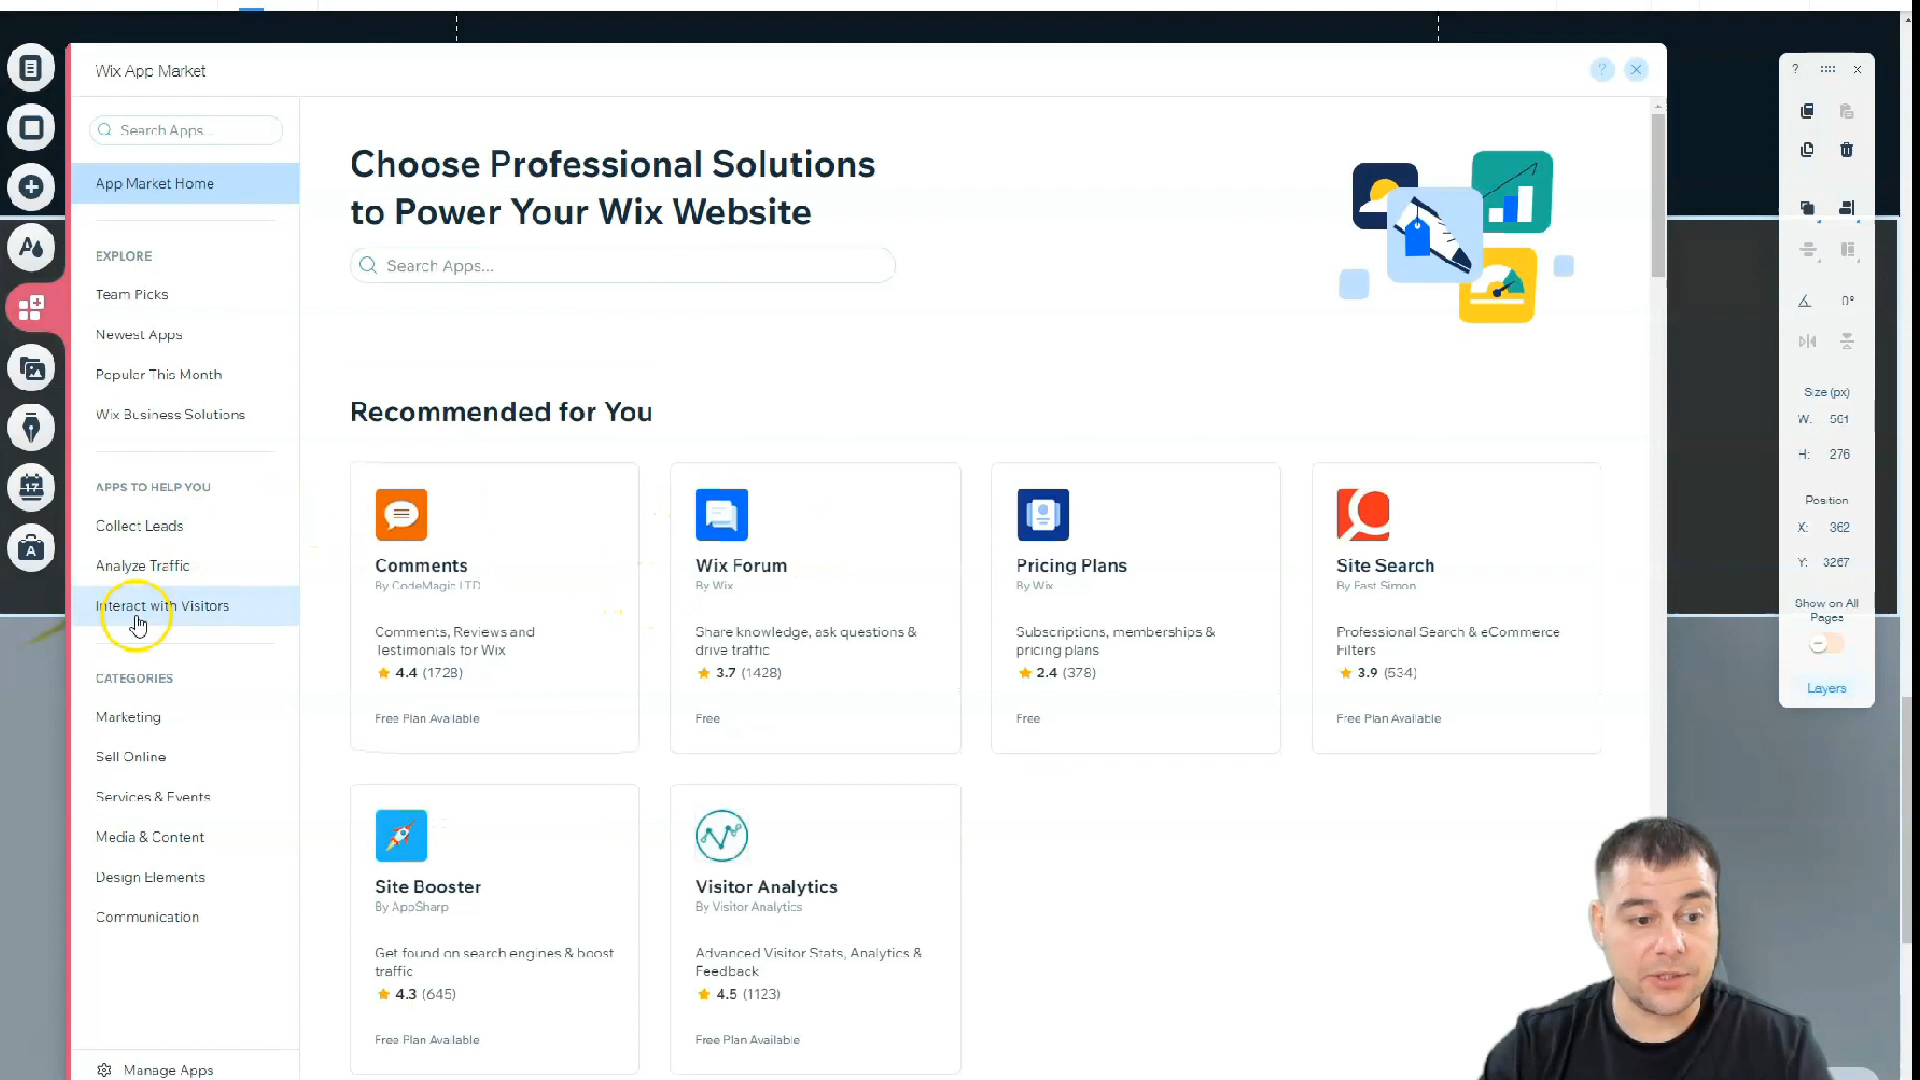 Wix App Market
?
Search Apps...
App Market Home
EXPLORE
Team Picks
Newest Apps
Popular This Month
Wix Business Solutions
APPS TO HELP YOU
Collect Leads
Analyze Traffic
Interact with Visitors
CATEGORIES
Marketing
Sell Online
Services & Events
Media & Content
Design Elements
Communication
Manage Apps
Choose Professional Solutions
to Power Your Wix Website
Search Apps...
Recommended for You
Comments
By CodeMagic LTD
Comments, Reviews and
Testimonials for Wix
4.4 (1728)
Free Plan Available
Wix Forum
By Wix
Share knowledge, ask questions &
drive traffic
3.7 (1428)
Free
Pricing Plans
By Wix
Subscriptions, memberships &
pricing plans
2.4 (378)
Free
Site Search
By Fast Simon
Professional Search & eCommerce
Filters
3.9 (534)
Free Plan Available
Site Booster
By AppSharp
Get found on search engines & boost
traffic
4.3 (645)
Free Plan Available
Visitor Analytics
By Visitor Analytics
Advanced Visitor Stats, Analytics &
Feedback
4.5 (1123)
Free Plan Available
A
17
A
?
0°
Size (px)
W: 561
H: 276
Position
X: 362
Y: 3267
Show on All
Pages
Layers